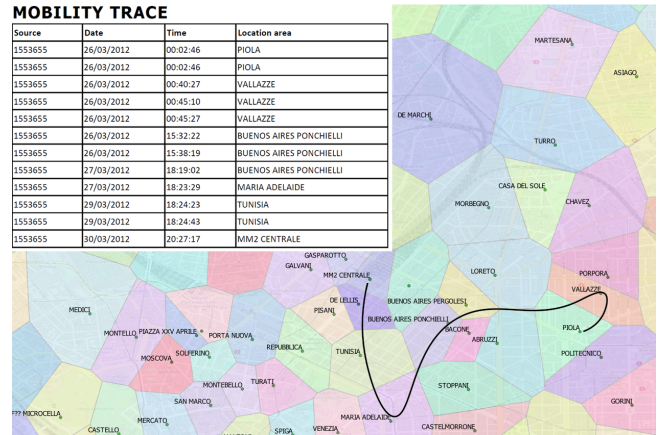 MOBILITY TRACE
Source Date Time Location area
1553655 26/03/2012 00:02:46 PIOLA
1553655 26/03/2012 00:02:46 PIOLA
1553655 26/03/2012 00:40:27 VALLAZZE
1553655 26/03/2012 00:45:10 VALLAZZE
1553655 26/03/2012 00:45:27 VALLAZZE
1553655 26/03/2012 15:32:22 BUENOS AIRES PONCHIELLI
1553655 26/03/2012 15:38:19 BUENOS AIRES PONCHIELLI
1553655 27/03/2012 18:19:02 BUENOS AIRES PONCHIELLI
1553655 27/03/2012 18:23:29 MARIA ADELAIDE
1553655 29/03/2012 18:24:23 TUNISIA
1553655 29/03/2012 18:24:43 TUNISIA
1553655 30/03/2012 20:27:17 MM2 CENTRALE
MARTESANA
ASIAGO
DE MARCHI
TURRO
CASA DEL SOLE
MORBEGNO
CHAVEZ
GASPAROTTO
GALVANI
MM2 CENTRALE
LORETO
PORPORA
VALLAZZE
DE LELLIS
BUENOS AIRES PERGOLESI
MEDICI
PISANI
BUENOS AIRES PONCHIELLI
BACONE
PIOLA
MONTELLO
PIAZZA XXV APRILE
PORTA NUOVA
ABRUZZI
REPUBBLICA
TUNISIA
POLITECNICO
MOSCOVA
SOLFERINO
MONTEBELLO
TURATI
STOPPANI
SAN MARCO
GORINI
??? MICROCELLA
MERCATO
MARIA ADELAIDE
CASTELLO
SPIGA
VENEZIA
CASTELMORRONE